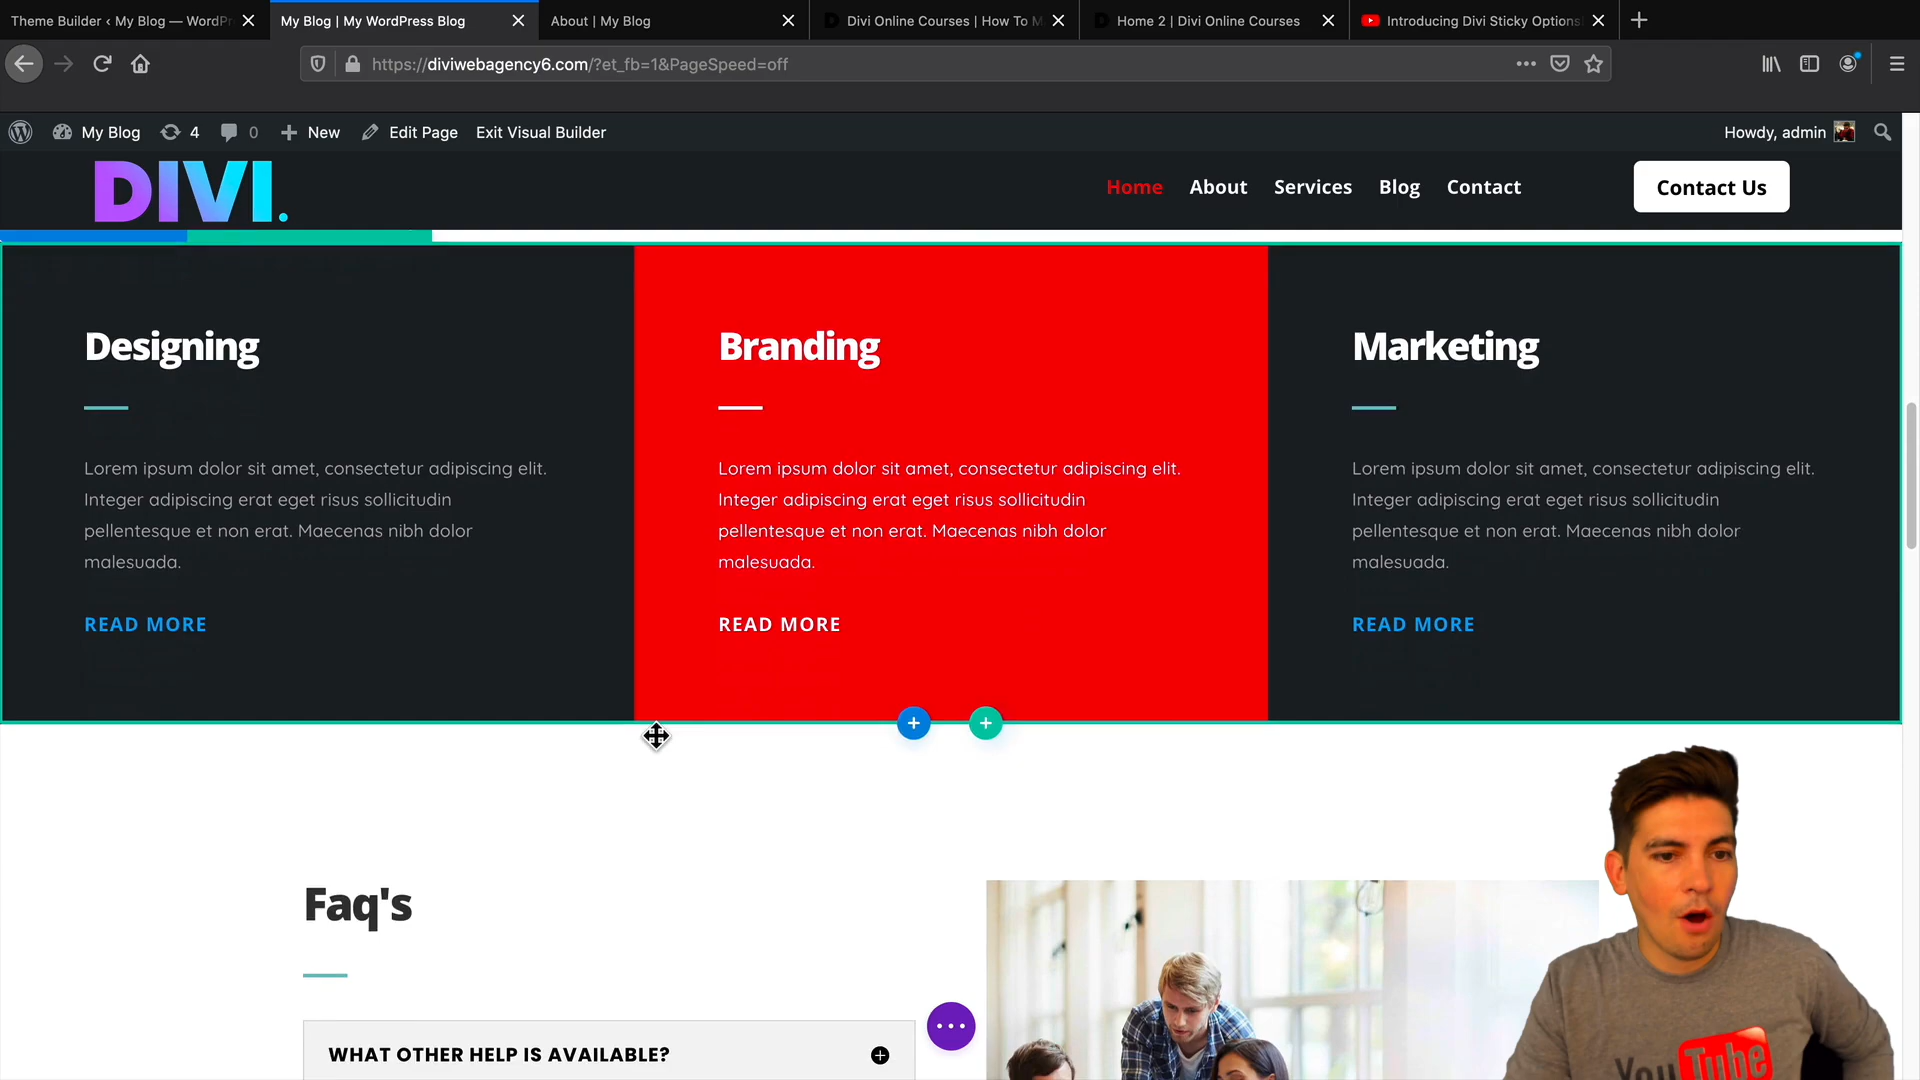 Theme Builder ‹ My Blog — WordPr
My Blog | My WordPress Blog
About | My Blog
Divi Online Courses | How To M
Home 2 | Divi Online Courses
Introducing Divi Sticky Options
https://diviwebagency6.com/?et_fb=1&PageSpeed=off
My Blog
4
0
New
Edit Page
Exit Visual Builder
Howdy, admin
DIVI.
Home
About
Services
Blog
Contact
Contact Us
Designing
Lorem ipsum dolor sit amet, consectetur adipiscing elit.
Integer adipiscing erat eget risus sollicitudin
pellentesque et non erat. Maecenas nibh dolor
malesuada.
READ MORE
Branding
Lorem ipsum dolor sit amet, consectetur adipiscing elit.
Integer adipiscing erat eget risus sollicitudin
pellentesque et non erat. Maecenas nibh dolor
malesuada.
READ MORE
Marketing
Lorem ipsum dolor sit amet, consectetur adipiscing elit.
Integer adipiscing erat eget risus sollicitudin
pellentesque et non erat. Maecenas nibh dolor
malesuada.
READ MORE
Faq's
WHAT OTHER HELP IS AVAILABLE?
YouTube